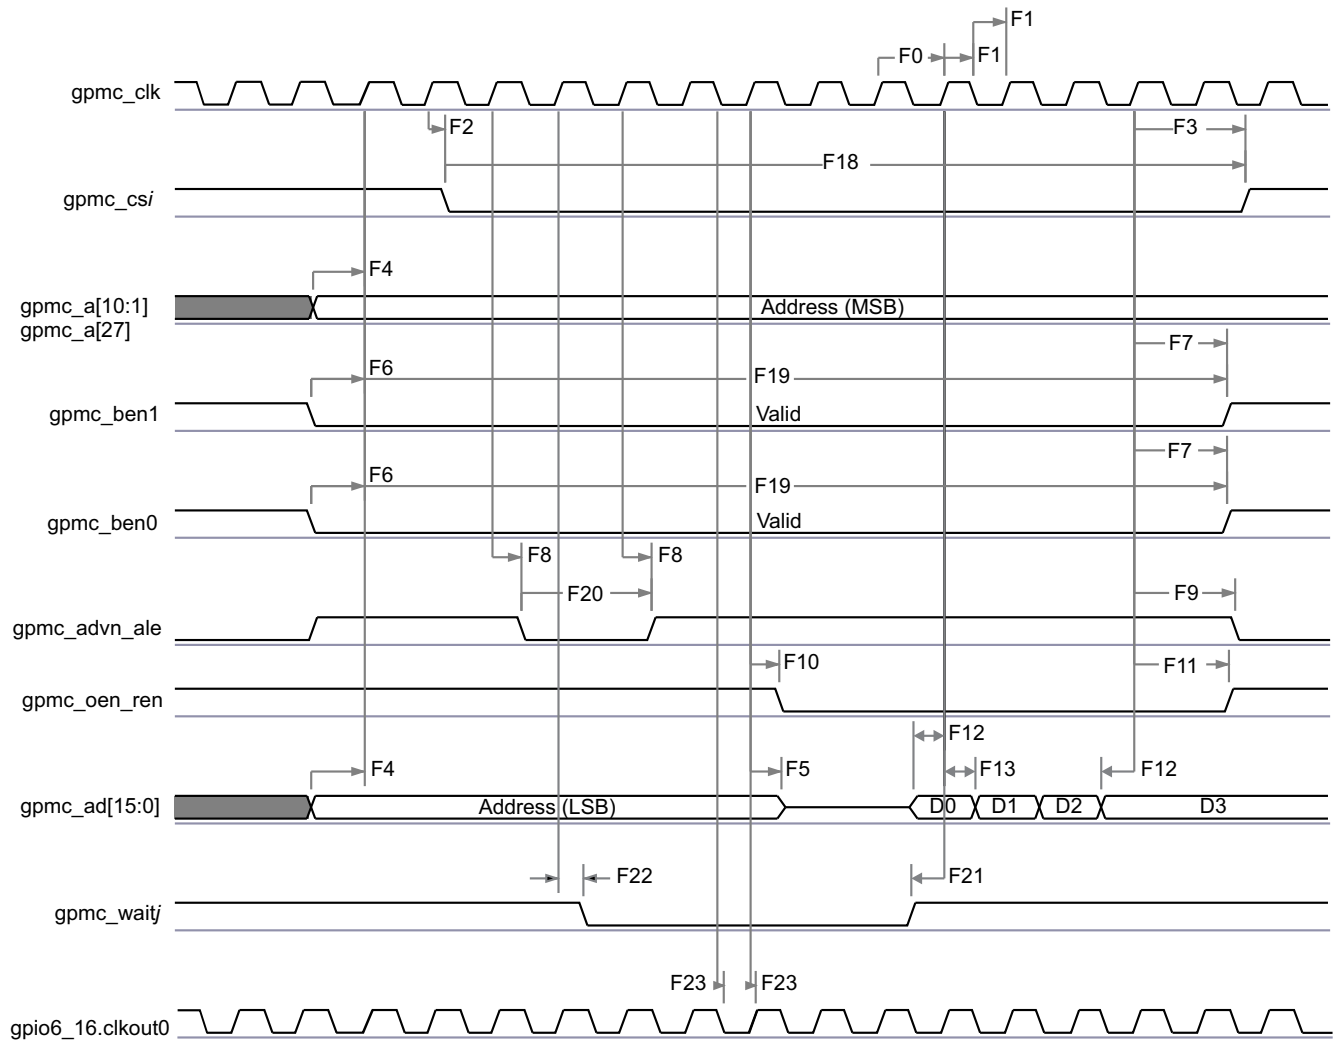 F1
F0 F1
gpmc_clk
F2 F3
F18
gpmc_csi
F4
gpmc_a[10:1] Address (MSB)
gpmc_a[27]
F7
F6 F19
gpmc_ben1 Valid
F7
F6 F19
gpmc_ben0 Valid
F8 F8
F20 F9
gpmc_advn_ale
F10 F11
gpmc_oen_ren
F12
F4 F5 F13 F12
gpmc_ad[15:0] Address (LSB) D0 D1 D2 D3
F22 F21
gpmc_waitj
F23 F23
gpio6_16.clkout0